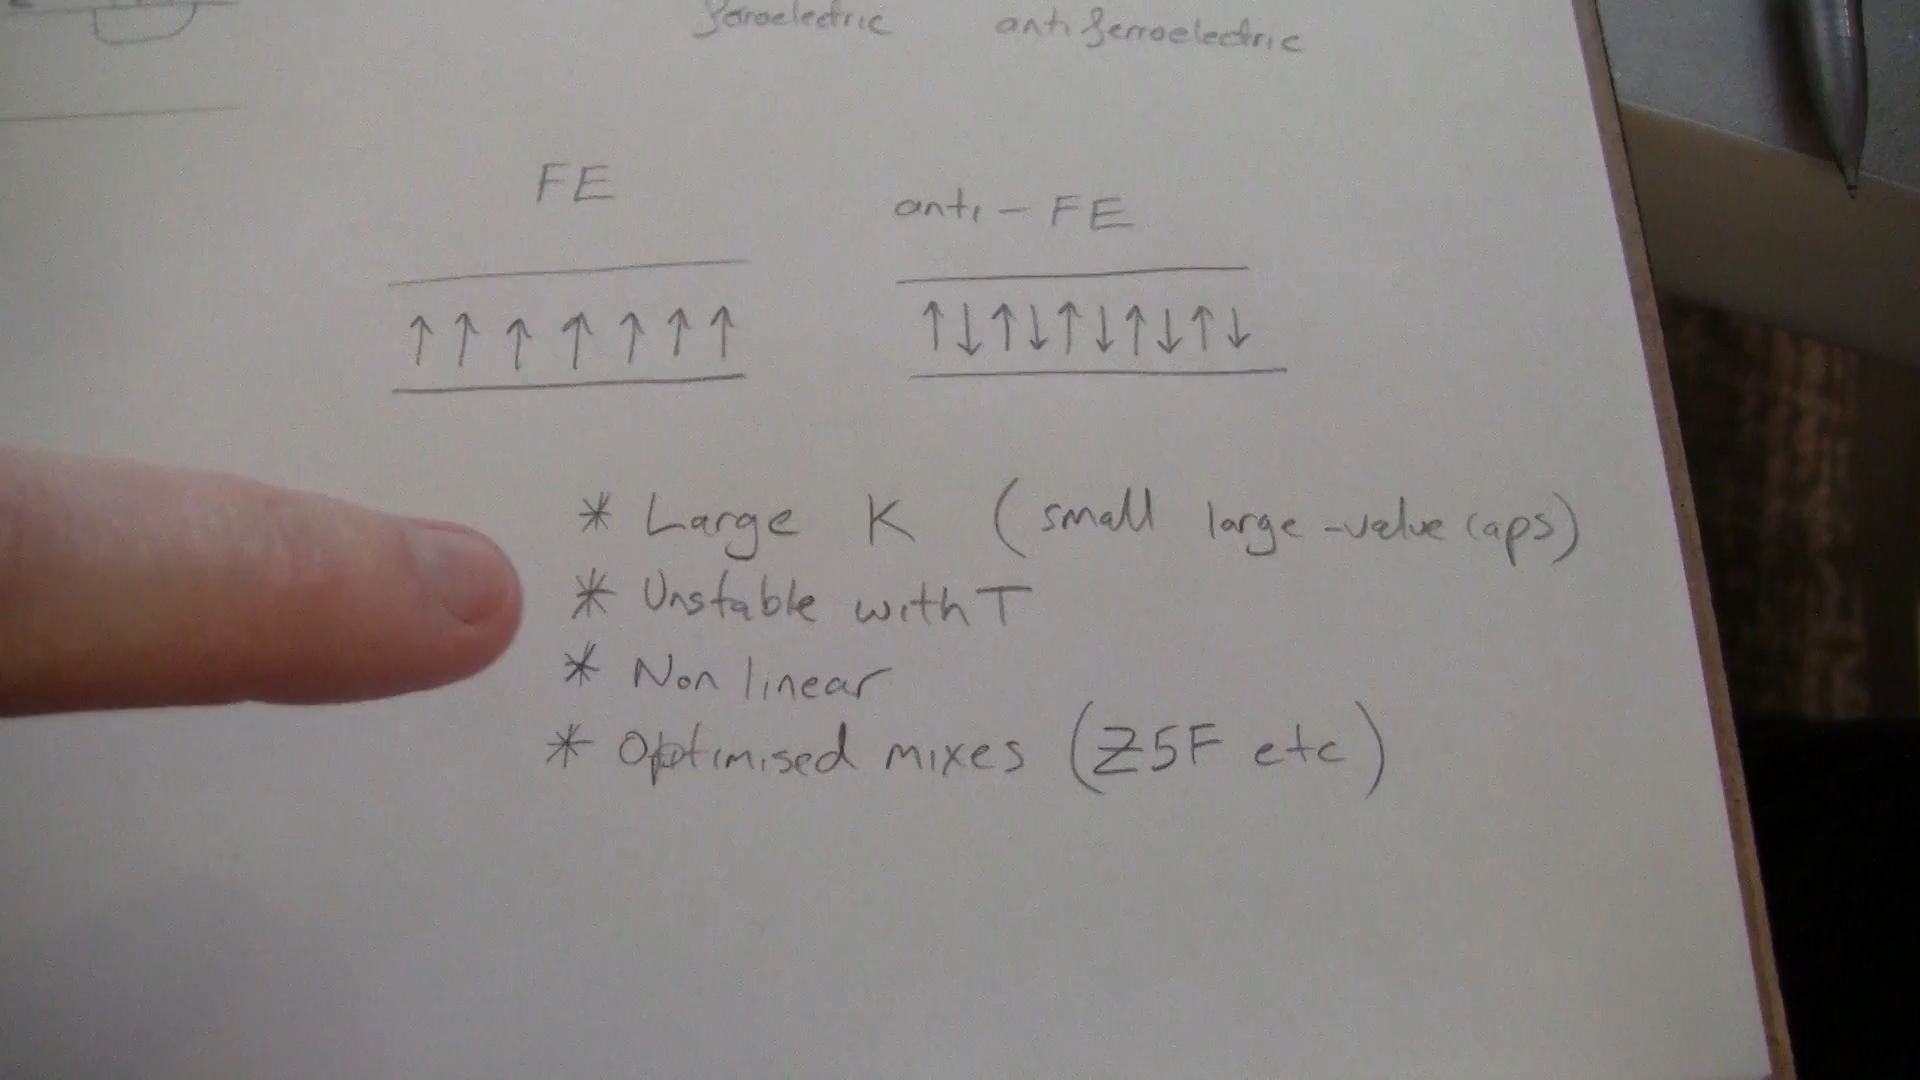 ferroelectric antiferroelectric
FE
anti-FE
↑ ↑ ↑ ↑ ↑ ↑ ↑
↑↓↑↓↑↓↑↓↑↓
* Large K (small large-value caps)
* Unstable with T
* Non linear
* Optimised mixes (Z5F etc)